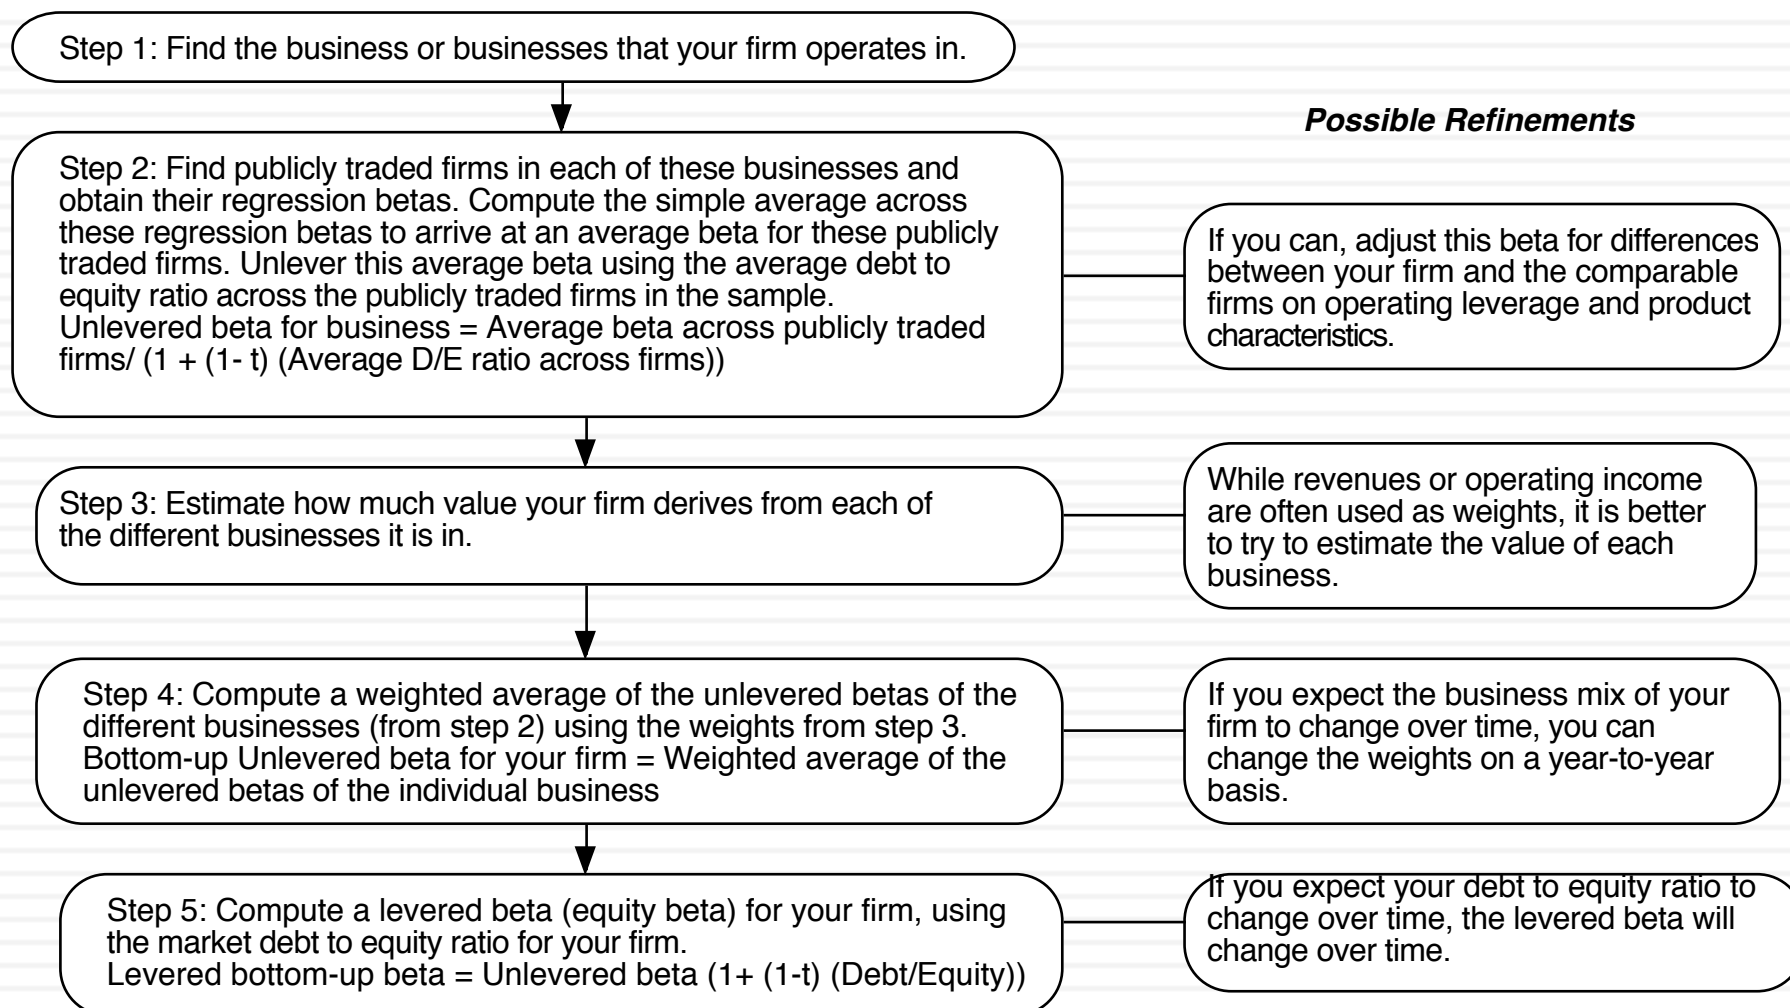 Step 1: Find the business or businesses that your firm operates in.
Possible Refinements
Step 2: Find publicly traded firms in each of these businesses and
obtain their regression betas. Compute the simple average across
these regression betas to arrive at an average beta for these publicly
traded firms. Unlever this average beta using the average debt to
equity ratio across the publicly traded firms in the sample.
Unlevered beta for business = Average beta across publicly traded
firms/ (1 + (1- t) (Average D/E ratio across firms))
If you can, adjust this beta for differences
between your firm and the comparable
firms on operating leverage and product
characteristics.
Step 3: Estimate how much value your firm derives from each of
the different businesses it is in.
While revenues or operating income
are often used as weights, it is better
to try to estimate the value of each
business.
Step 4: Compute a weighted average of the unlevered betas of the
different businesses (from step 2) using the weights from step 3.
Bottom-up Unlevered beta for your firm = Weighted average of the
unlevered betas of the individual business
If you expect the business mix of your
firm to change over time, you can
change the weights on a year-to-year
basis.
Step 5: Compute a levered beta (equity beta) for your firm, using
the market debt to equity ratio for your firm.
Levered bottom-up beta = Unlevered beta (1+ (1-t) (Debt/Equity))
If you expect your debt to equity ratio to
change over time, the levered beta will
change over time.